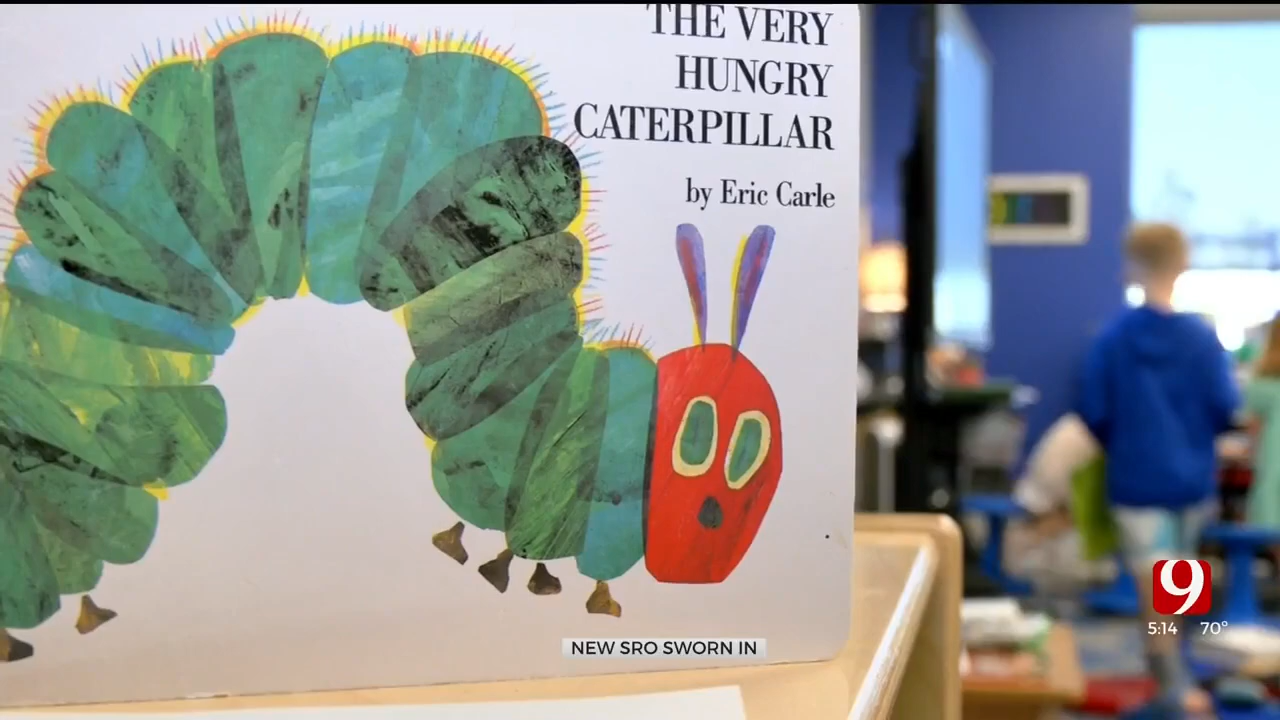 THE VERY
HUNGRY
CATERPILLAR
by Eric Carle
9
5:14 70°
NEW SRO SWORN IN